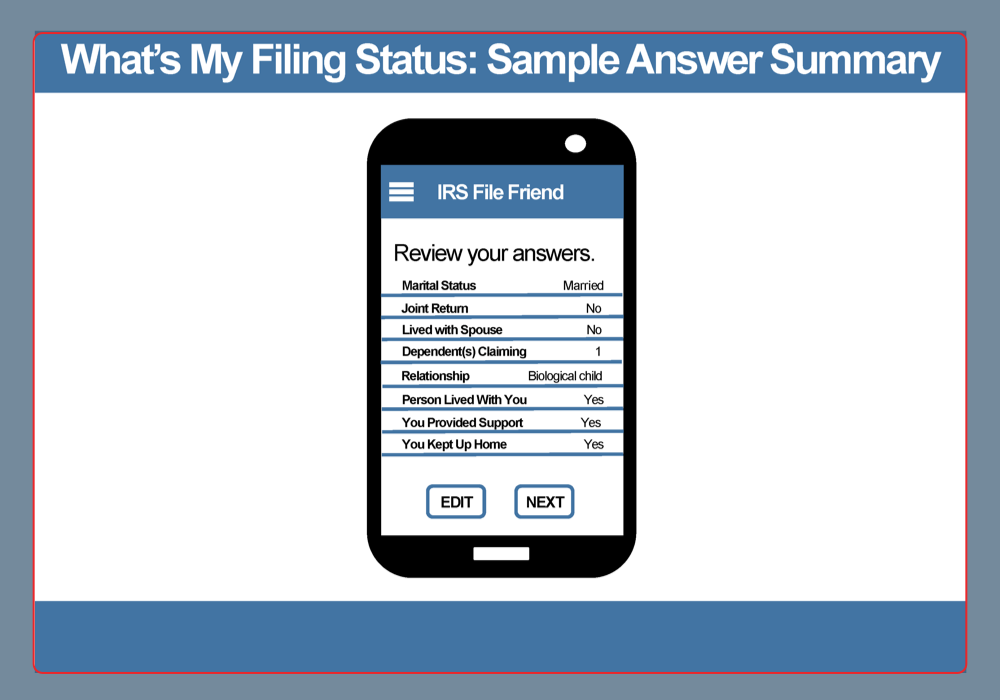 What's My Filing Status: Sample Answer Summary
IRS File Friend
Review your answers.
Marital Status Married
Joint Return No
Lived with Spouse No
Dependent(s) Claiming 1
Relationship Biological child
Person Lived With You Yes
You Provided Support Yes
You Kept Up Home Yes
EDIT NEXT